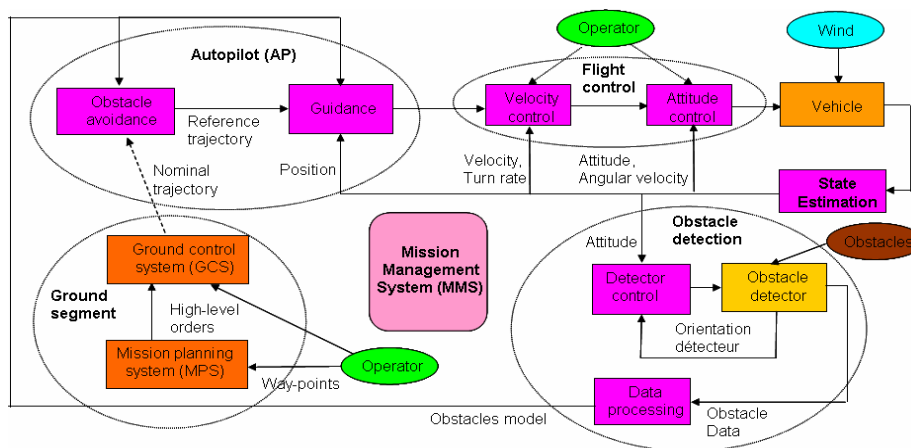 Operator
Wind
Autopilot (AP)
Flight
control
Obstacle
avoidance
Reference
trajectory
Guidance
Velocity control
Attitude control
Vehicle
Nominal
trajectory
Position
Velocity,
Turn rate
Attitude,
Angular velocity
State
Estimation
Ground control
system (GCS)
Ground
segment
High-level
orders
Mission planning
system (MPS)
Way-points
Operator
Mission
Management
System (MMS)
Obstacle
detection
Attitude
Obstacles
Detector
control
Obstacle
detector
Orientation
détecteur
Data
processing
Obstacle
Data
Obstacles model